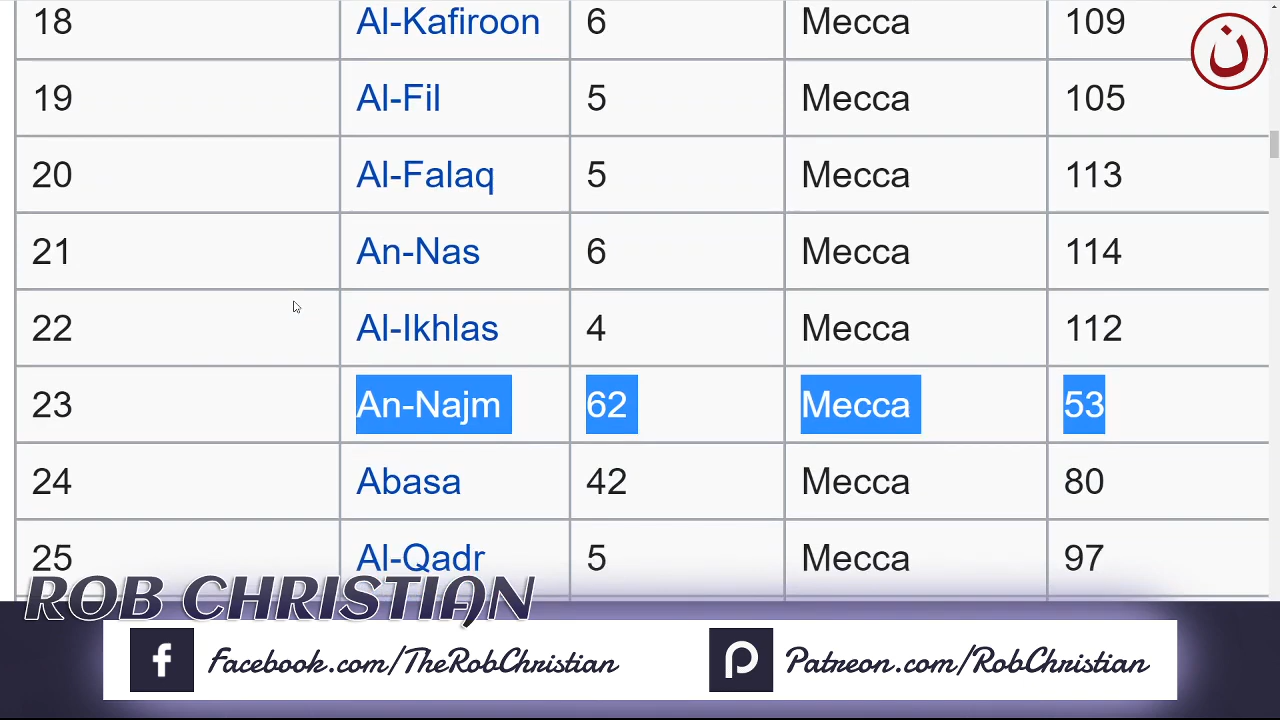 18 Al-Kafiroon 6 Mecca 109
ن
19 Al-Fil 5 Mecca 105
20 Al-Falaq 5 Mecca 113
21 An-Nas 6 Mecca 114
22 Al-Ikhlas 4 Mecca 112
23 An-Najm 62 Mecca 53
24 Abasa 42 Mecca 80
25 Al-Qadr 5 Mecca 97
ROB CHRISTIAN
f Facebook.com/TheRobChristian Patreon.com/RobChristian